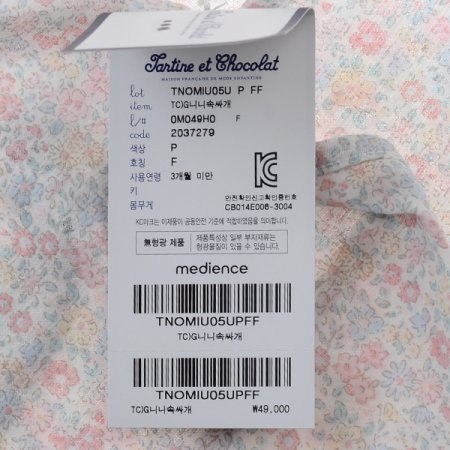 Tartine et Chocolat
MAISON FRANÇAISE DE MODE ENFANTINE
lot TNOMIU05U P FF
item TC)G니니속싸개
l/# 0M049H0 F
code 2037279
색상 P
호칭 F
사용연령 3개월 미만
키
몸무게
안전확인신고확인증번호
CB014E006-3004
KC마크는 이제품이 공통안전 기준에 적합하였음을 의미합니다.
無형광 제품
제품특성상 일부 부자재류는
형광물질이 있을 수 있습니다.
medience
TNOMIU05UPFF
TC)G니니속싸개
TNOMIU05UPFF
TC)G니니속싸개 ₩49,000